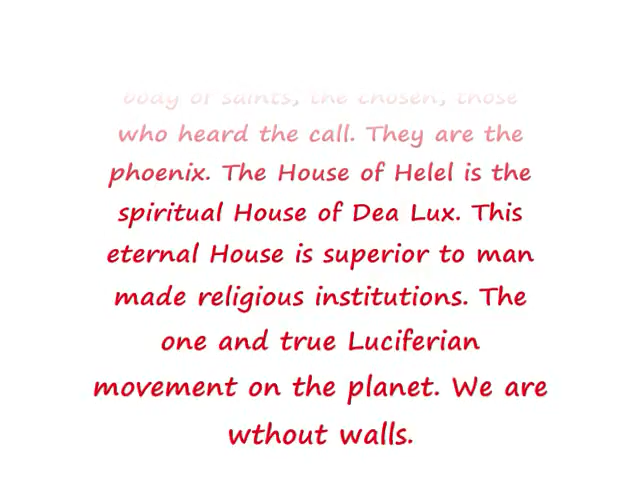 body of saints, the chosen, those
who heard the call. They are the
phoenix. The House of Helel is the
spiritual House of Dea Lux. This
eternal House is superior to man
made religious institutions. The
one and true Luciferian
movement on the planet. We are
wthout walls.